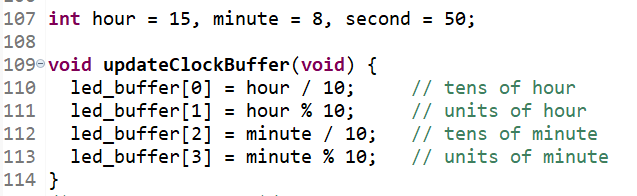 107 int hour = 15, minute = 8, second = 50;
108
109 void updateClockBuffer(void) {
110   led_buffer[0] = hour / 10;     // tens of hour
111   led_buffer[1] = hour % 10;     // units of hour
112   led_buffer[2] = minute / 10;   // tens of minute
113   led_buffer[3] = minute % 10;   // units of minute
114 }